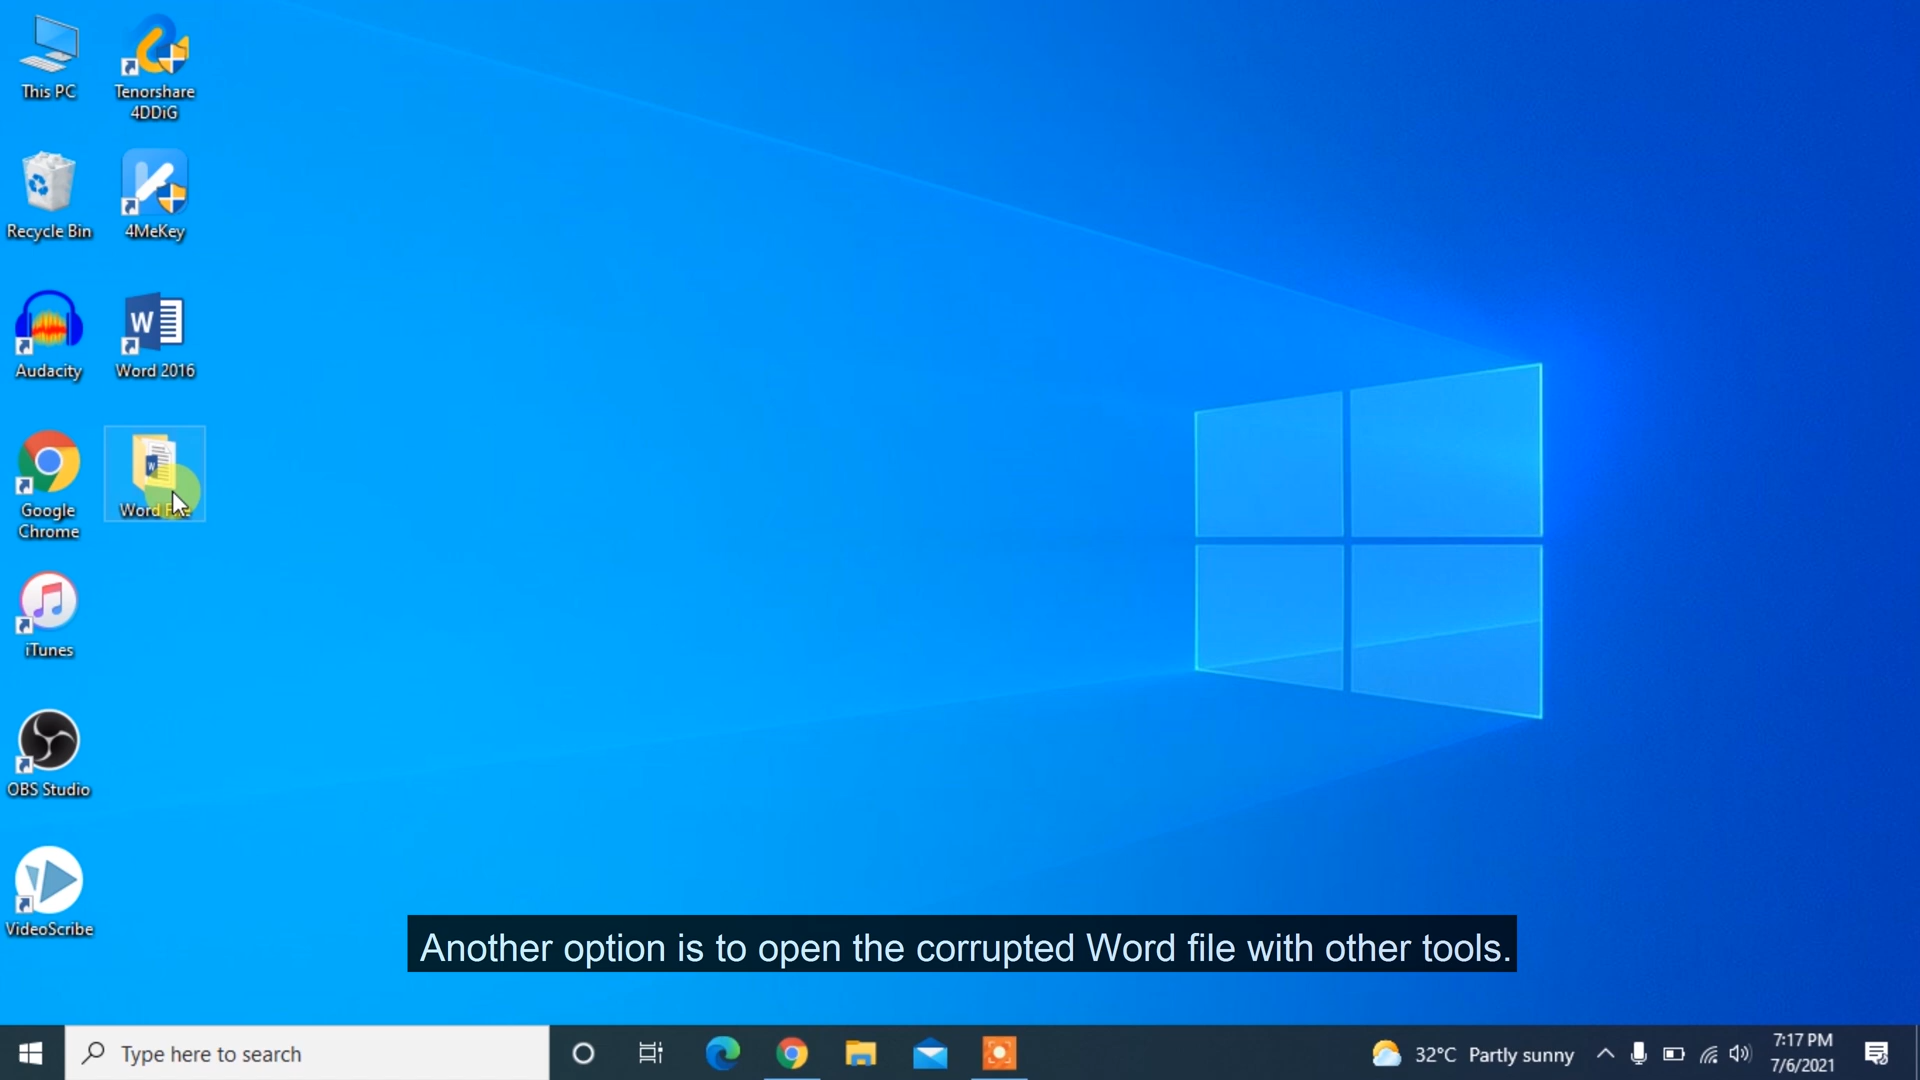 This PC
Tenorshare
4DDiG
Recycle Bin
4MeKey
Audacity
W
Word 2016
Google
Chrome
W
Word
iTunes
OBS Studio
VideoScribe
Another option is to open the corrupted Word file with other tools.
Type here to search
32°C Partly sunny
7:17 PM
7/6/2021